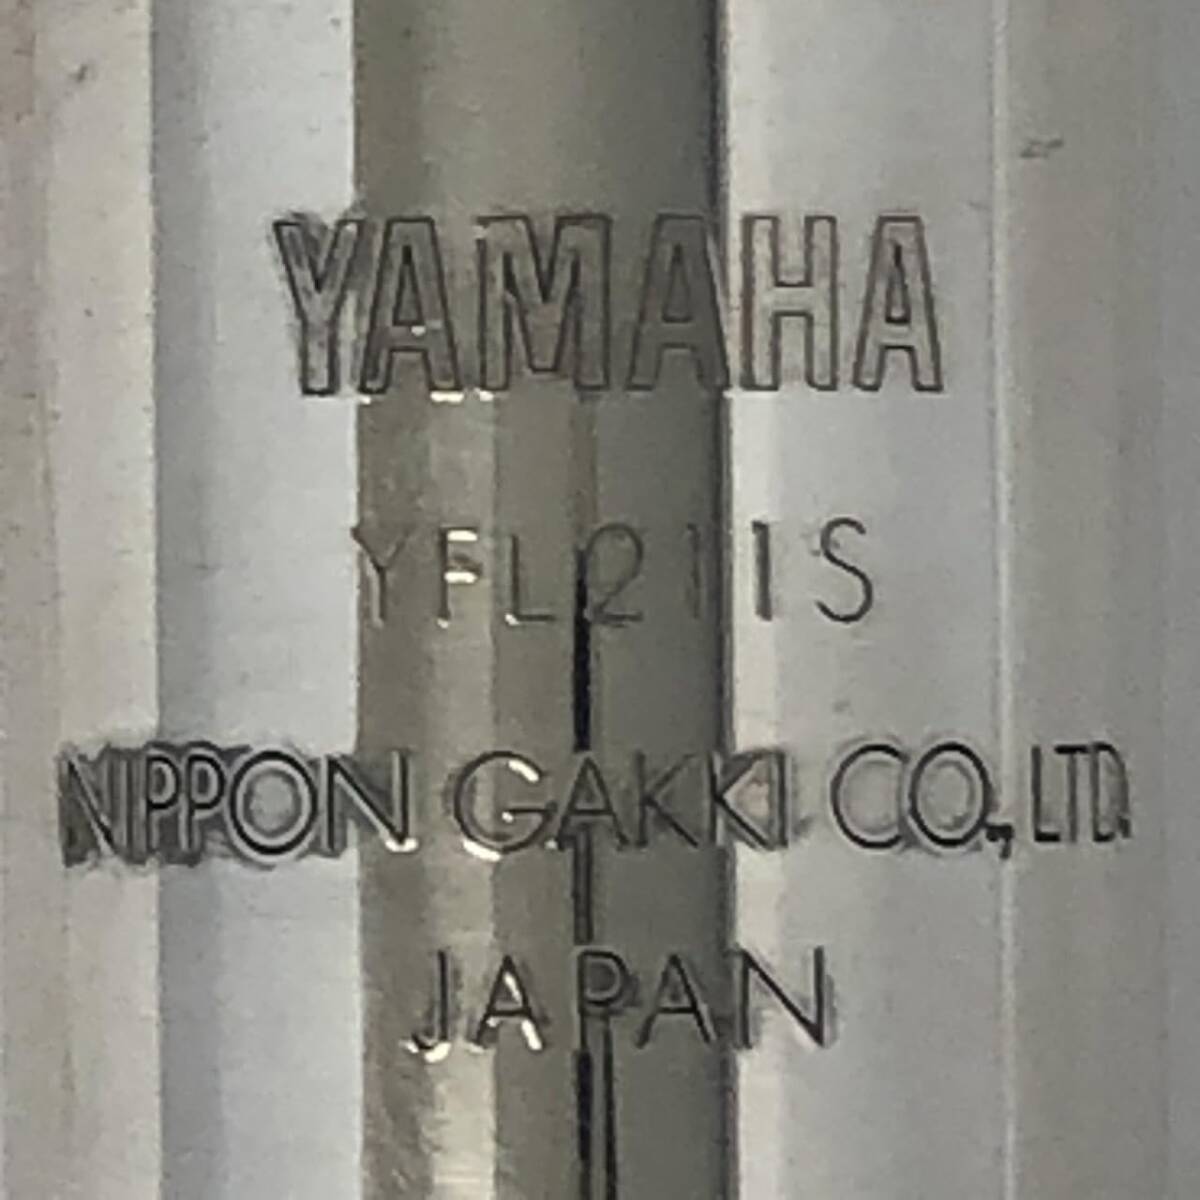 YAMAHA
YFL211S
NIPPON GAKKI CO., LTD.
JAPAN